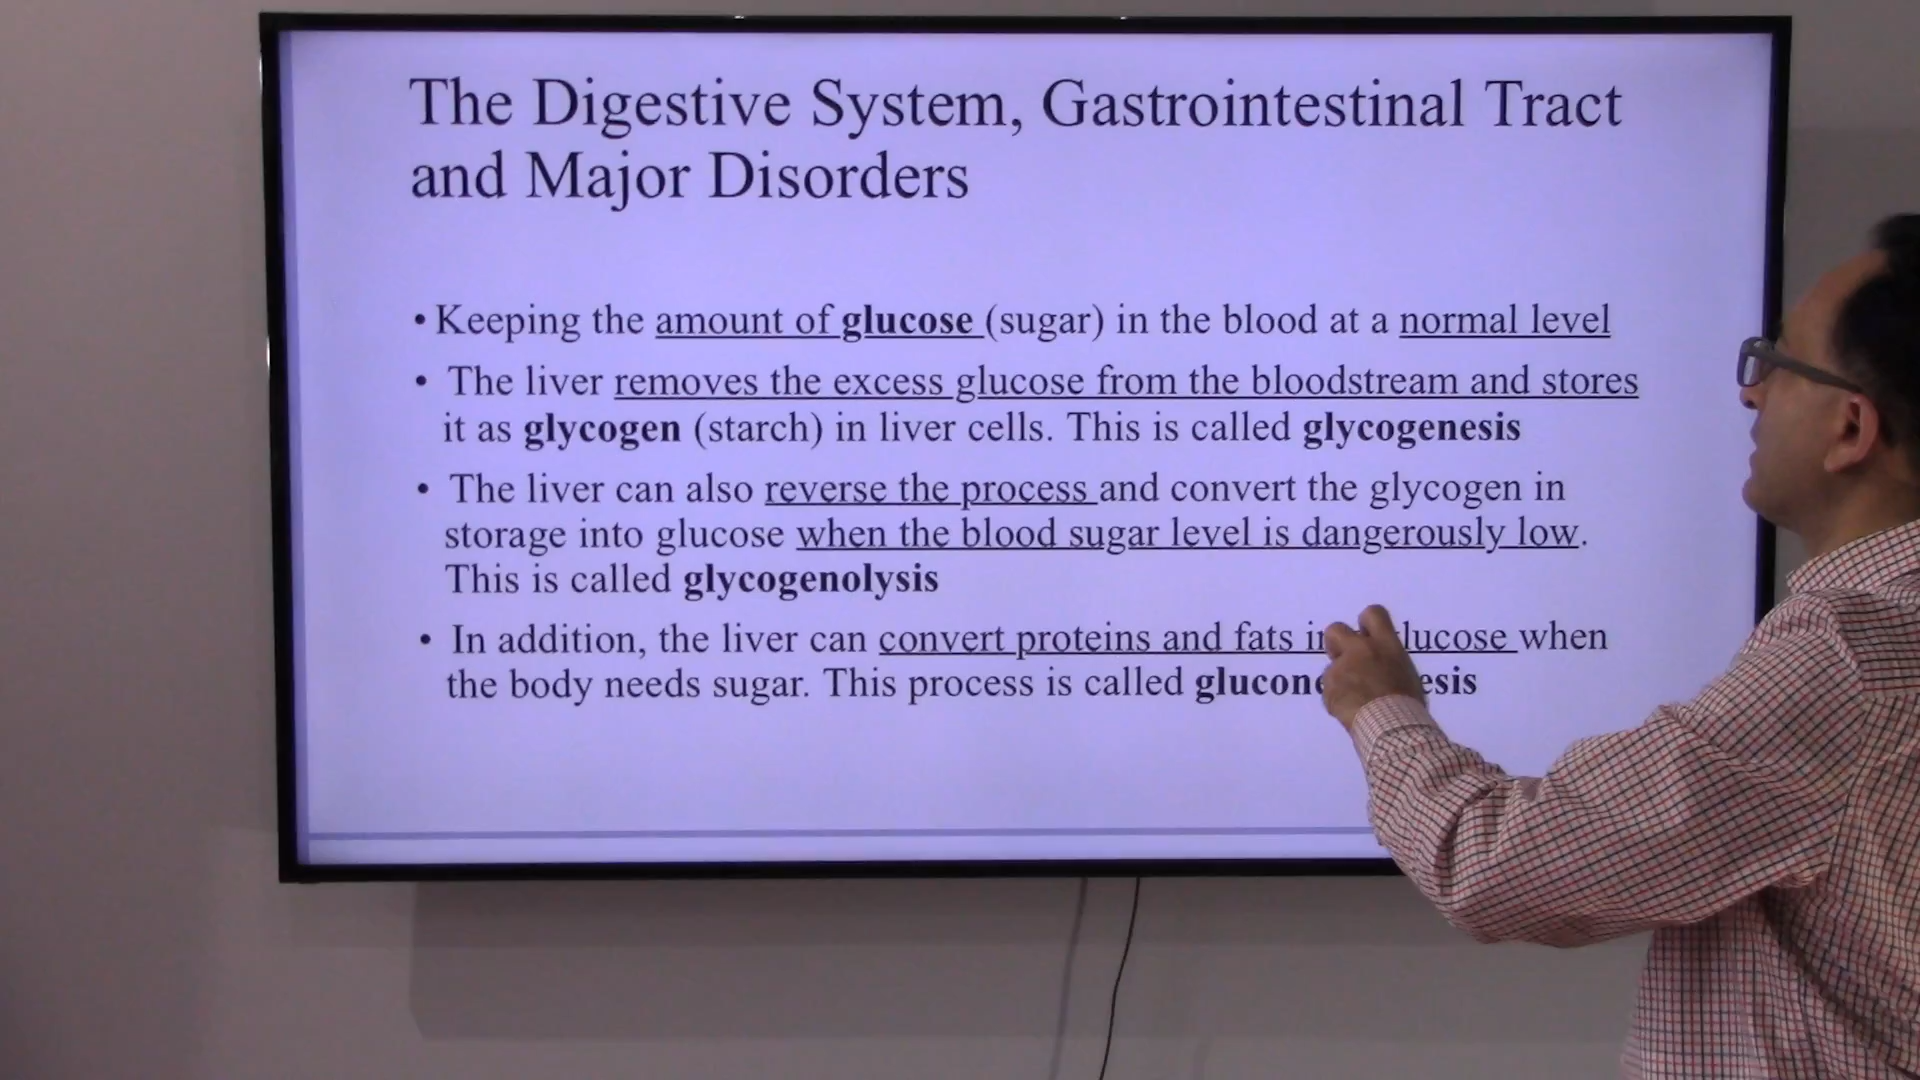 The Digestive System, Gastrointestinal Tract
and Major Disorders
• Keeping the amount of glucose (sugar) in the blood at a normal level
• The liver removes the excess glucose from the bloodstream and stores
it as glycogen (starch) in liver cells. This is called glycogenesis
• The liver can also reverse the process and convert the glycogen in
storage into glucose when the blood sugar level is dangerously low.
This is called glycogenolysis
• In addition, the liver can convert proteins and fats when
the body needs sugar. This process is called